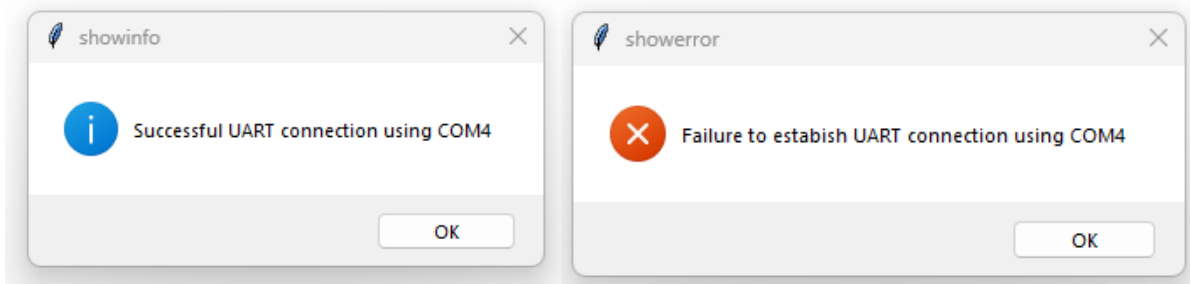 showinfo
Successful UART connection using COM4
OK
showerror
Failure to estabish UART connection using COM4
OK